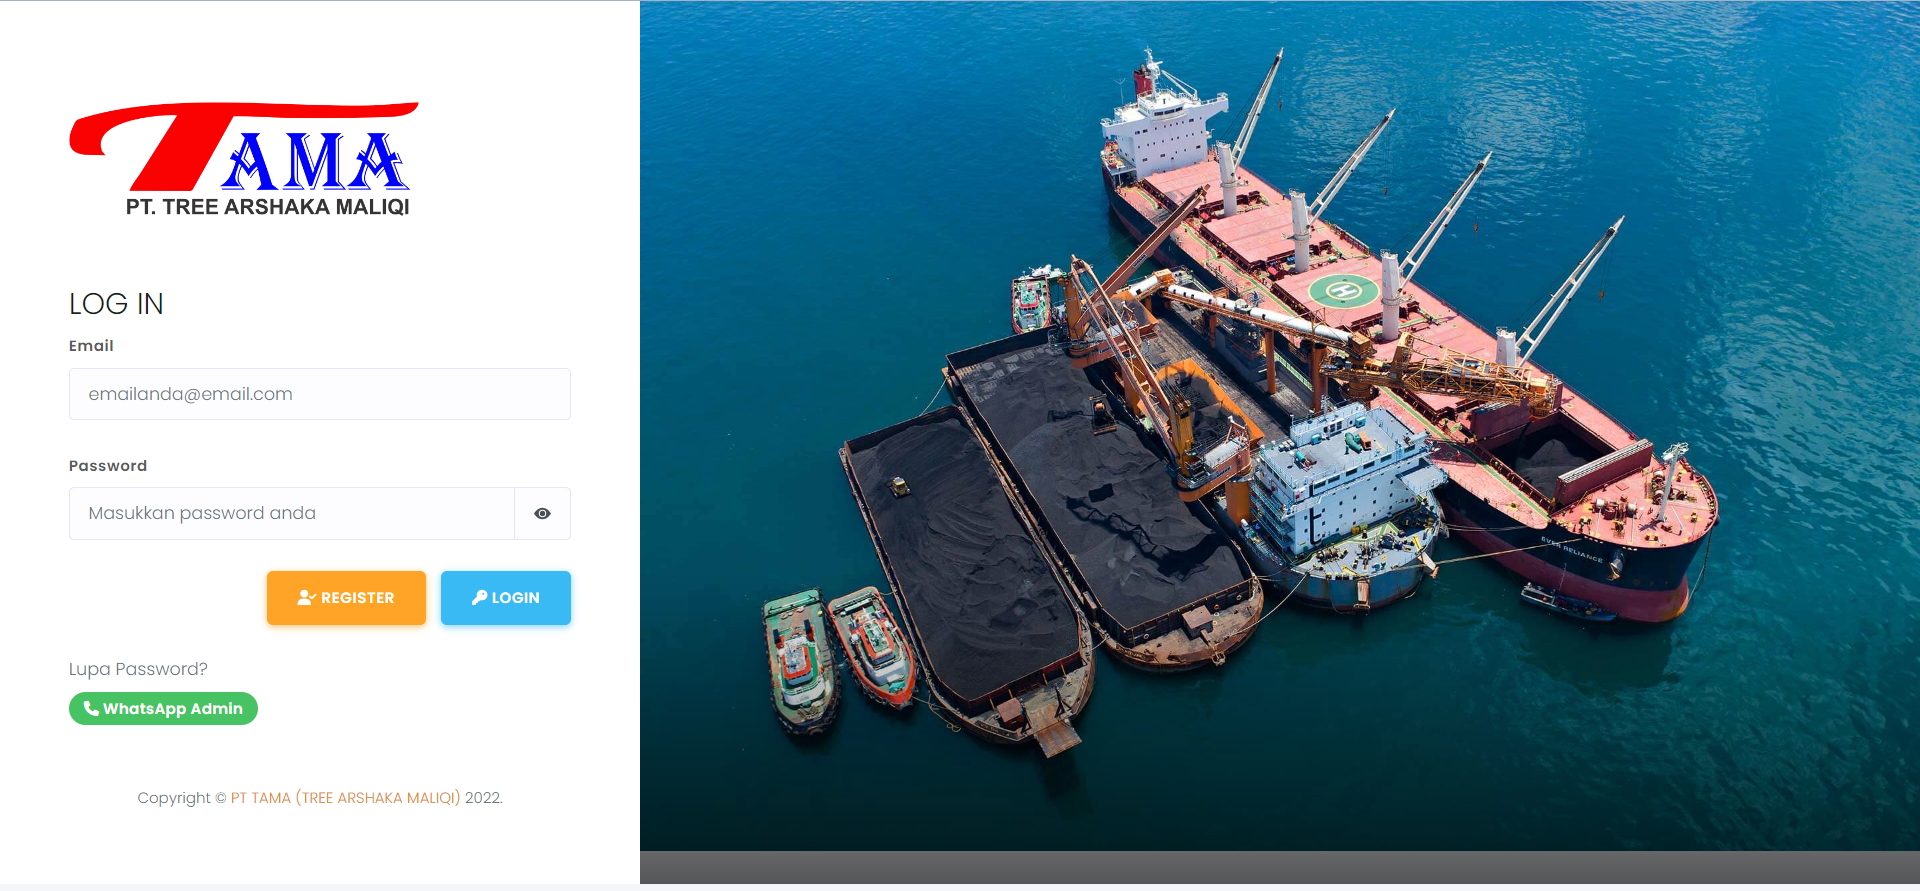 TAMA
PT. TREE ARSHAKA MALIQI
LOG IN
Email
emailanda@email.com
Password
Masukkan password anda
REGISTER
LOGIN
Lupa Password?
WhatsApp Admin
Copyright © PT TAMA (TREE ARSHAKA MALIQI) 2022.
H
EVER RELIANCE